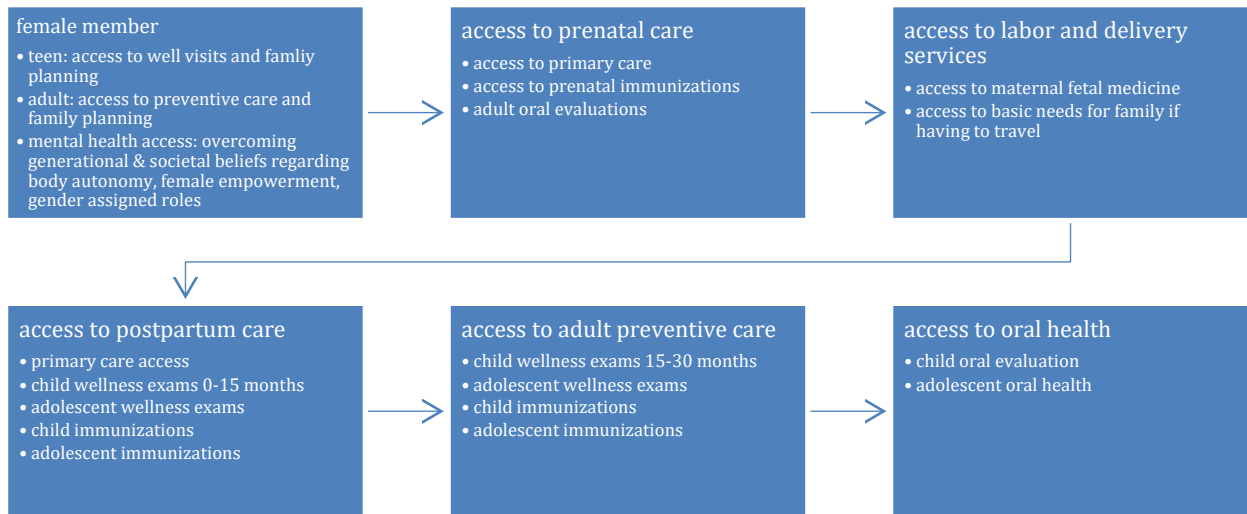 female member
• teen: access to well visits and famliy
planning
• adult: access to preventive care and
family planning
• mental health access: overcoming
generational & societal beliefs regarding
body autonomy, female empowerment,
gender assigned roles
access to prenatal care
• access to primary care
• access to prenatal immunizations
• adult oral evaluations
access to labor and delivery
services
• access to maternal fetal medicine
• access to basic needs for family if
having to travel
access to postpartum care
• primary care access
• child wellness exams 0-15 months
• adolescent wellness exams
• child immunizations
• adolescent immunizations
access to adult preventive care
• child wellness exams 15-30 months
• adolescent wellness exams
• child immunizations
• adolescent immunizations
access to oral health
• child oral evaluation
• adolescent oral health